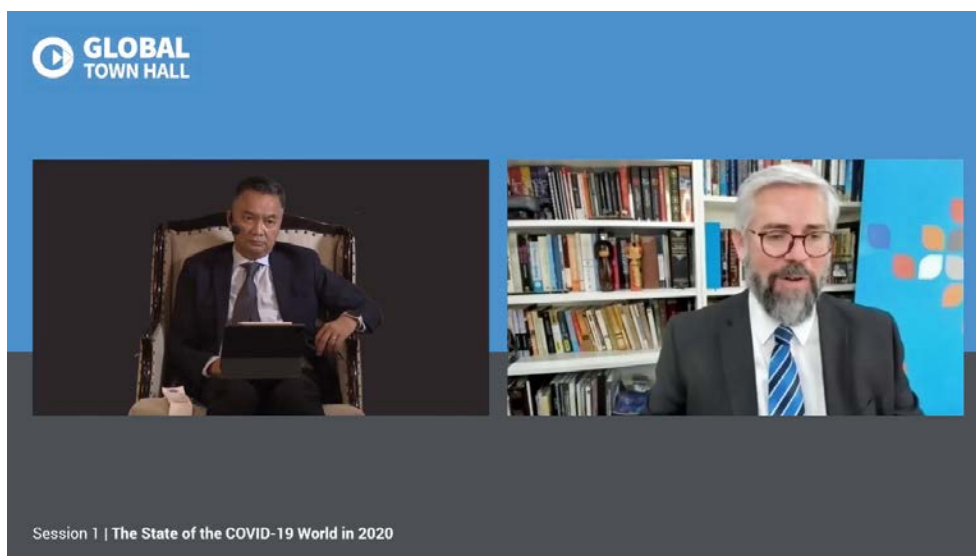 GLOBAL
TOWN HALL
Session 1 | The State of the COVID-19 World in 2020